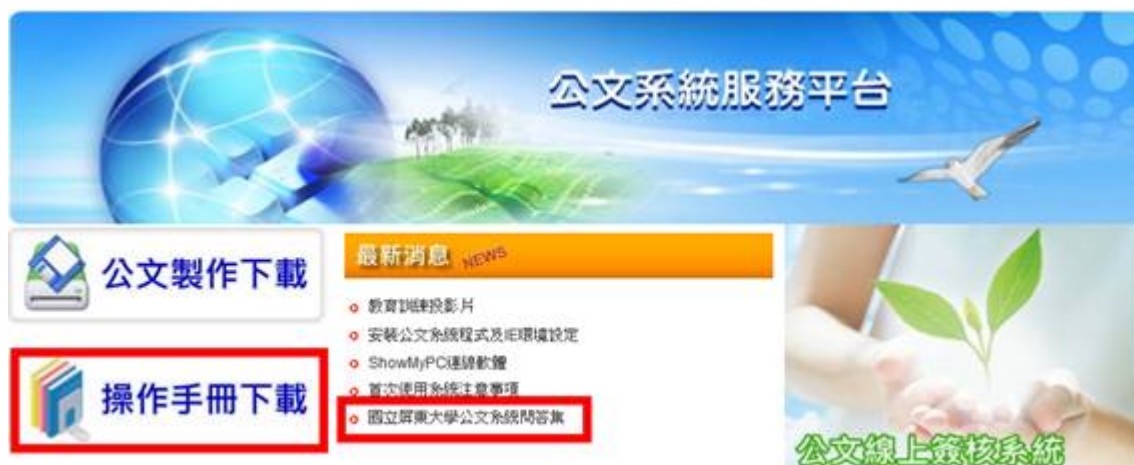 公文系統服務平台
公文製作下載
操作手冊下載
最新消息 NEWS
教育訓練投影片
安裝公文系統程式及IE環境設定
ShowMyPC連線軟體
首次使用系統注意事項
國立屏東大學公文系統問答集
公文線上簽核系統